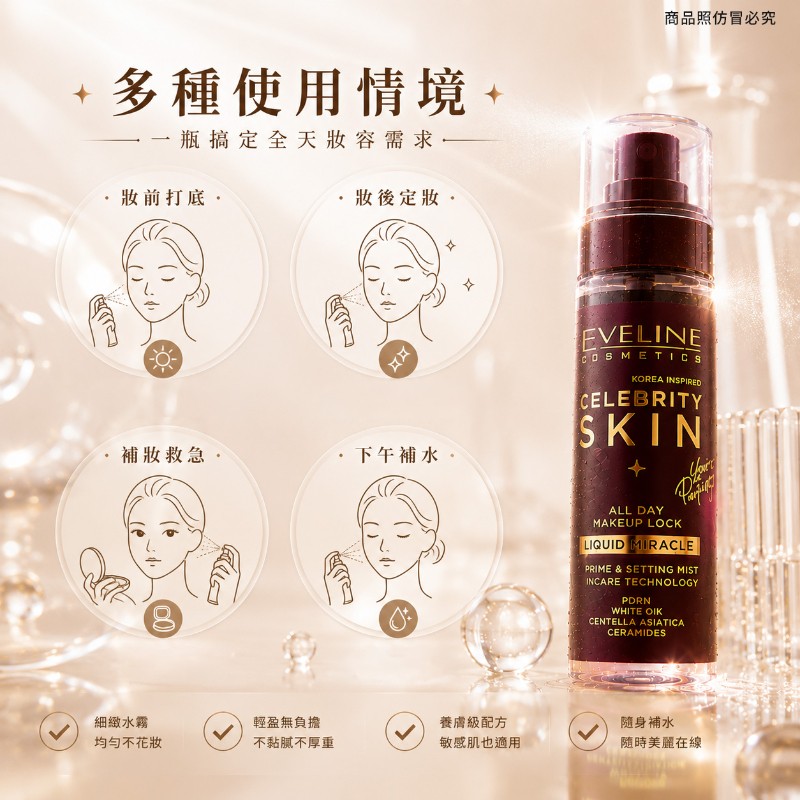 商品照仿冒必究
多種使用情境
一瓶搞定全天妝容需求
妝前打底
妝後定妝
補妝救急
下午補水
EVELINE
COSMETICS
KOREA INSPIRED
CELEBRITY
SKIN
ALL DAY
MAKEUP LOCK
LIQUID MIRACLE
PRIME & SETTING MIST
INCARE TECHNOLOGY
PDRN
WHITE OIK
CENTELLA ASIATICA
CERAMIDES
細緻水霧
均勻不花妝
輕盈無負擔
不黏膩不厚重
養膚級配方
敏感肌也適用
隨身補水
隨時美麗在線